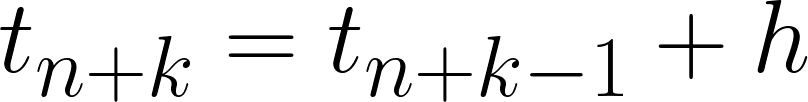 t_{n+k} = t_{n+k-1} + h